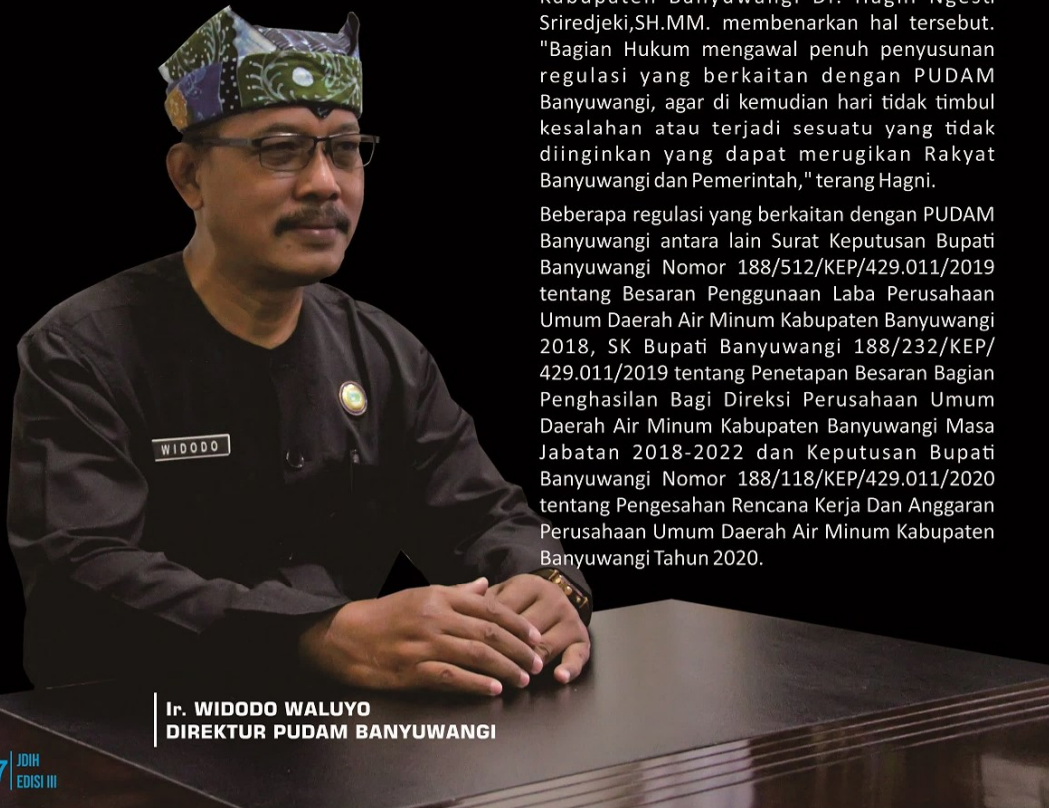 Kabupaten Banyuwangi Dr. Hagni Ngesti
Sriredjeki,SH.MM. membenarkan hal tersebut.
"Bagian Hukum mengawal penuh penyusunan
regulasi yang berkaitan dengan PUDAM
Banyuwangi, agar di kemudian hari tidak timbul
kesalahan atau terjadi sesuatu yang tidak
diinginkan yang dapat merugikan Rakyat
Banyuwangi dan Pemerintah," terang Hagni.
Beberapa regulasi yang berkaitan dengan PUDAM
Banyuwangi antara lain Surat Keputusan Bupati
Banyuwangi Nomor 188/512/KEP/429.011/2019
tentang Besaran Penggunaan Laba Perusahaan
Umum Daerah Air Minum Kabupaten Banyuwangi
2018, SK Bupati Banyuwangi 188/232/KEP/
429.011/2019 tentang Penetapan Besaran Bagian
Penghasilan Bagi Direksi Perusahaan Umum
Daerah Air Minum Kabupaten Banyuwangi Masa
Jabatan 2018-2022 dan Keputusan Bupati
Banyuwangi Nomor 188/118/KEP/429.011/2020
tentang Pengesahan Rencana Kerja Dan Anggaran
Perusahaan Umum Daerah Air Minum Kabupaten
Banyuwangi Tahun 2020.
WIDODO
Ir. WIDODO WALUYO
DIREKTUR PUDAM BANYUWANGI
7
JDIH
EDISI III